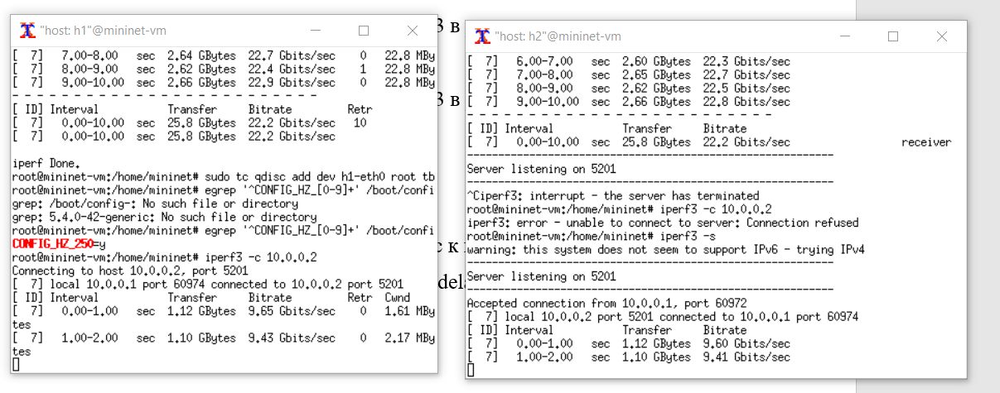 "host: h1"@mininet-vm
[  7]   7.00-8.00   sec  2.64 GBytes  22.7 Gbits/sec    0   22.8 MBy
[  7]   8.00-9.00   sec  2.62 GBytes  22.4 Gbits/sec    1   22.8 MBy
[  7]   9.00-10.00  sec  2.66 GBytes  22.9 Gbits/sec    0   22.8 MBy
- - - - - - - - - - - - - - - - - - - - - - - - -
[ ID] Interval           Transfer     Bitrate         Retr
[  7]   0.00-10.00  sec  25.8 GBytes  22.2 Gbits/sec   10
[  7]   0.00-10.00  sec  25.8 GBytes  22.2 Gbits/sec
iperf Done.
root@mininet-vm:/home/mininet# sudo tc qdisc add dev h1-eth0 root tb
root@mininet-vm:/home/mininet# egrep '^CONFIG_HZ_[0-9]+' /boot/confi
grep: /boot/config-: No such file or directory
grep: 5.4.0-42-generic: No such file or directory
root@mininet-vm:/home/mininet# egrep '^CONFIG_HZ_[0-9]+' /boot/confi
CONFIG_HZ_250=y
root@mininet-vm:/home/mininet# iperf3 -c 10.0.0.2
Connecting to host 10.0.0.2, port 5201
[  7] local 10.0.0.1 port 60974 connected to 10.0.0.2 port 5201
[ ID] Interval           Transfer     Bitrate         Retr  Cwnd
[  7]   0.00-1.00   sec  1.12 GBytes  9.65 Gbits/sec    0   1.61 MBy
tes
[  7]   1.00-2.00   sec  1.10 GBytes  9.43 Gbits/sec    0   2.17 MBy
tes
3 в
3 в
с к
del
"host: h2"@mininet-vm
[  7]   6.00-7.00   sec  2.60 GBytes  22.3 Gbits/sec
[  7]   7.00-8.00   sec  2.65 GBytes  22.7 Gbits/sec
[  7]   8.00-9.00   sec  2.62 GBytes  22.5 Gbits/sec
[  7]   9.00-10.00  sec  2.66 GBytes  22.8 Gbits/sec
- - - - - - - - - - - - - - - - - - - - - - - - -
[ ID] Interval           Transfer     Bitrate
[  7]   0.00-10.00  sec  25.8 GBytes  22.2 Gbits/sec                  receiver
-----------------------------------------------------------
Server listening on 5201
-----------------------------------------------------------
^Ciperf3: interrupt - the server has terminated
root@mininet-vm:/home/mininet# iperf3 -c 10.0.0.2
iperf3: error - unable to connect to server: Connection refused
root@mininet-vm:/home/mininet# iperf3 -s
warning: this system does not seem to support IPv6 - trying IPv4
-----------------------------------------------------------
Server listening on 5201
-----------------------------------------------------------
Accepted connection from 10.0.0.1, port 60972
[  7] local 10.0.0.2 port 5201 connected to 10.0.0.1 port 60974
[ ID] Interval           Transfer     Bitrate
[  7]   0.00-1.00   sec  1.12 GBytes  9.60 Gbits/sec
[  7]   1.00-2.00   sec  1.10 GBytes  9.41 Gbits/sec